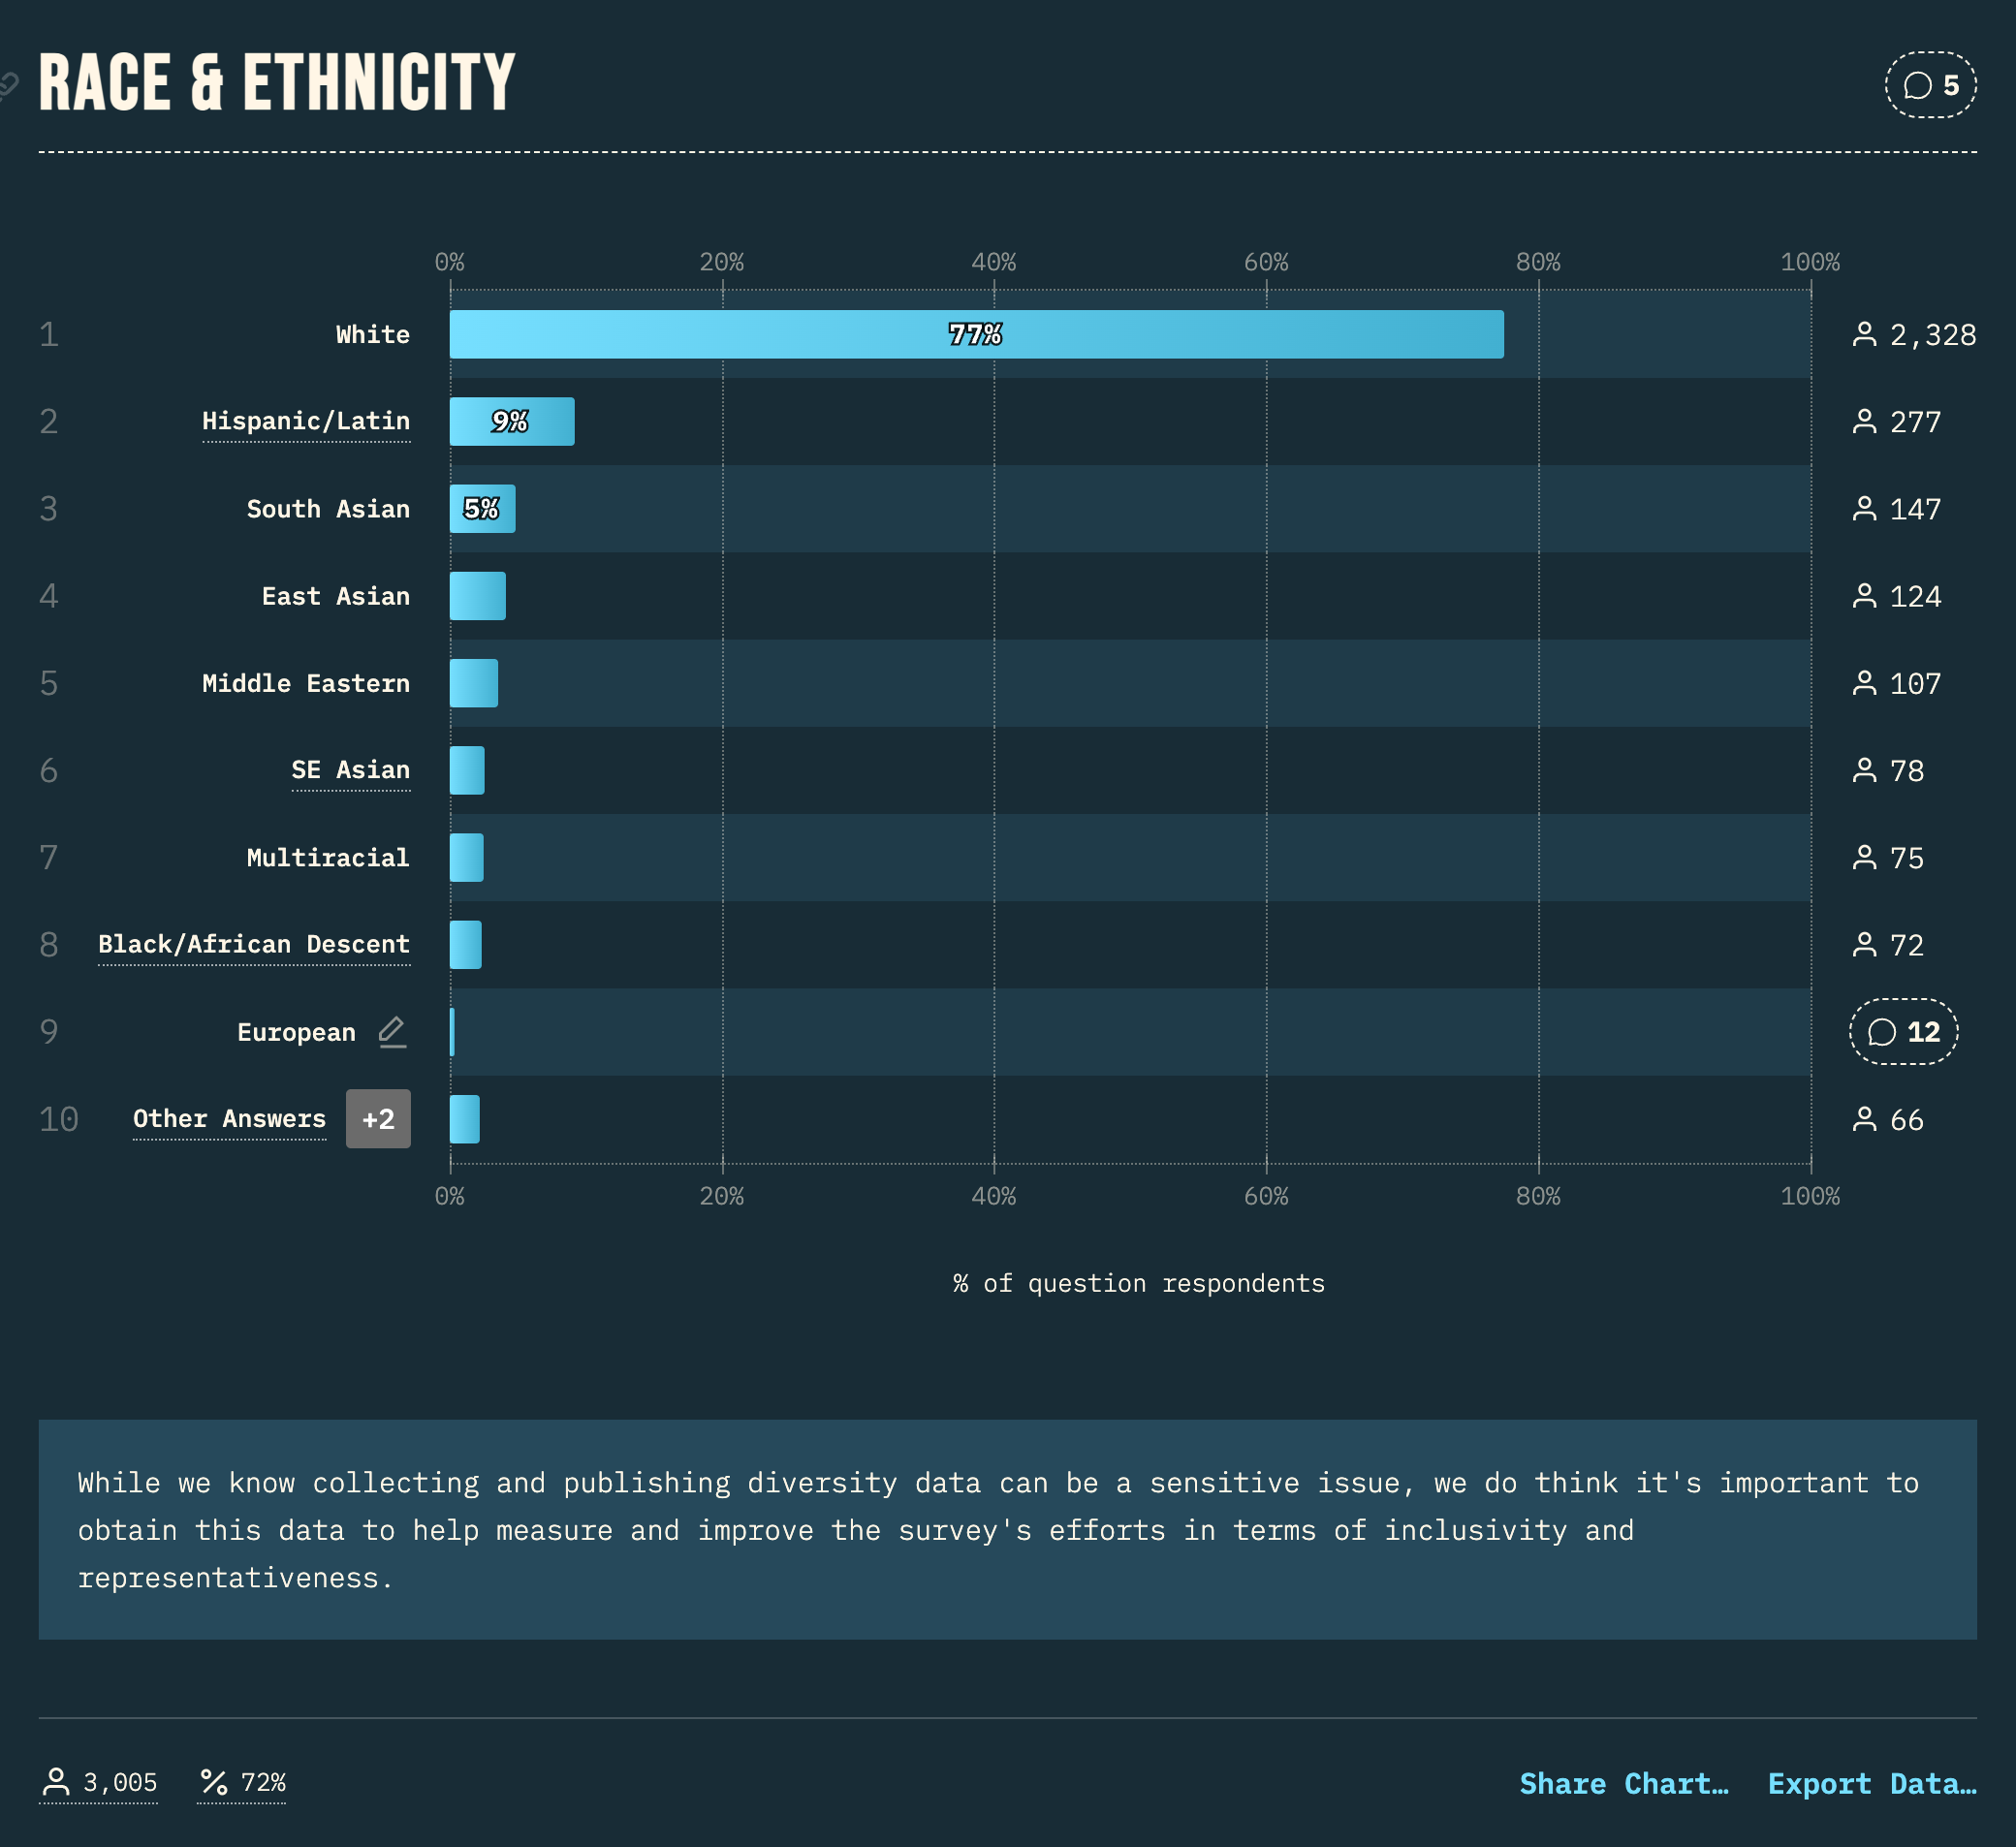 RACE & ETHNICITY
5
0% 20% 40% 60% 80% 100%
1 White 77% 2,328
2 Hispanic/Latin 9% 277
3 South Asian 5% 147
4 East Asian 124
5 Middle Eastern 107
6 SE Asian 78
7 Multiracial 75
8 Black/African Descent 72
9 European 12
10 Other Answers +2 66
0% 20% 40% 60% 80% 100%
% of question respondents
While we know collecting and publishing diversity data can be a sensitive issue, we do think it's important to
obtain this data to help measure and improve the survey's efforts in terms of inclusivity and
representativeness.
3,005 % 72% Share Chart… Export Data…